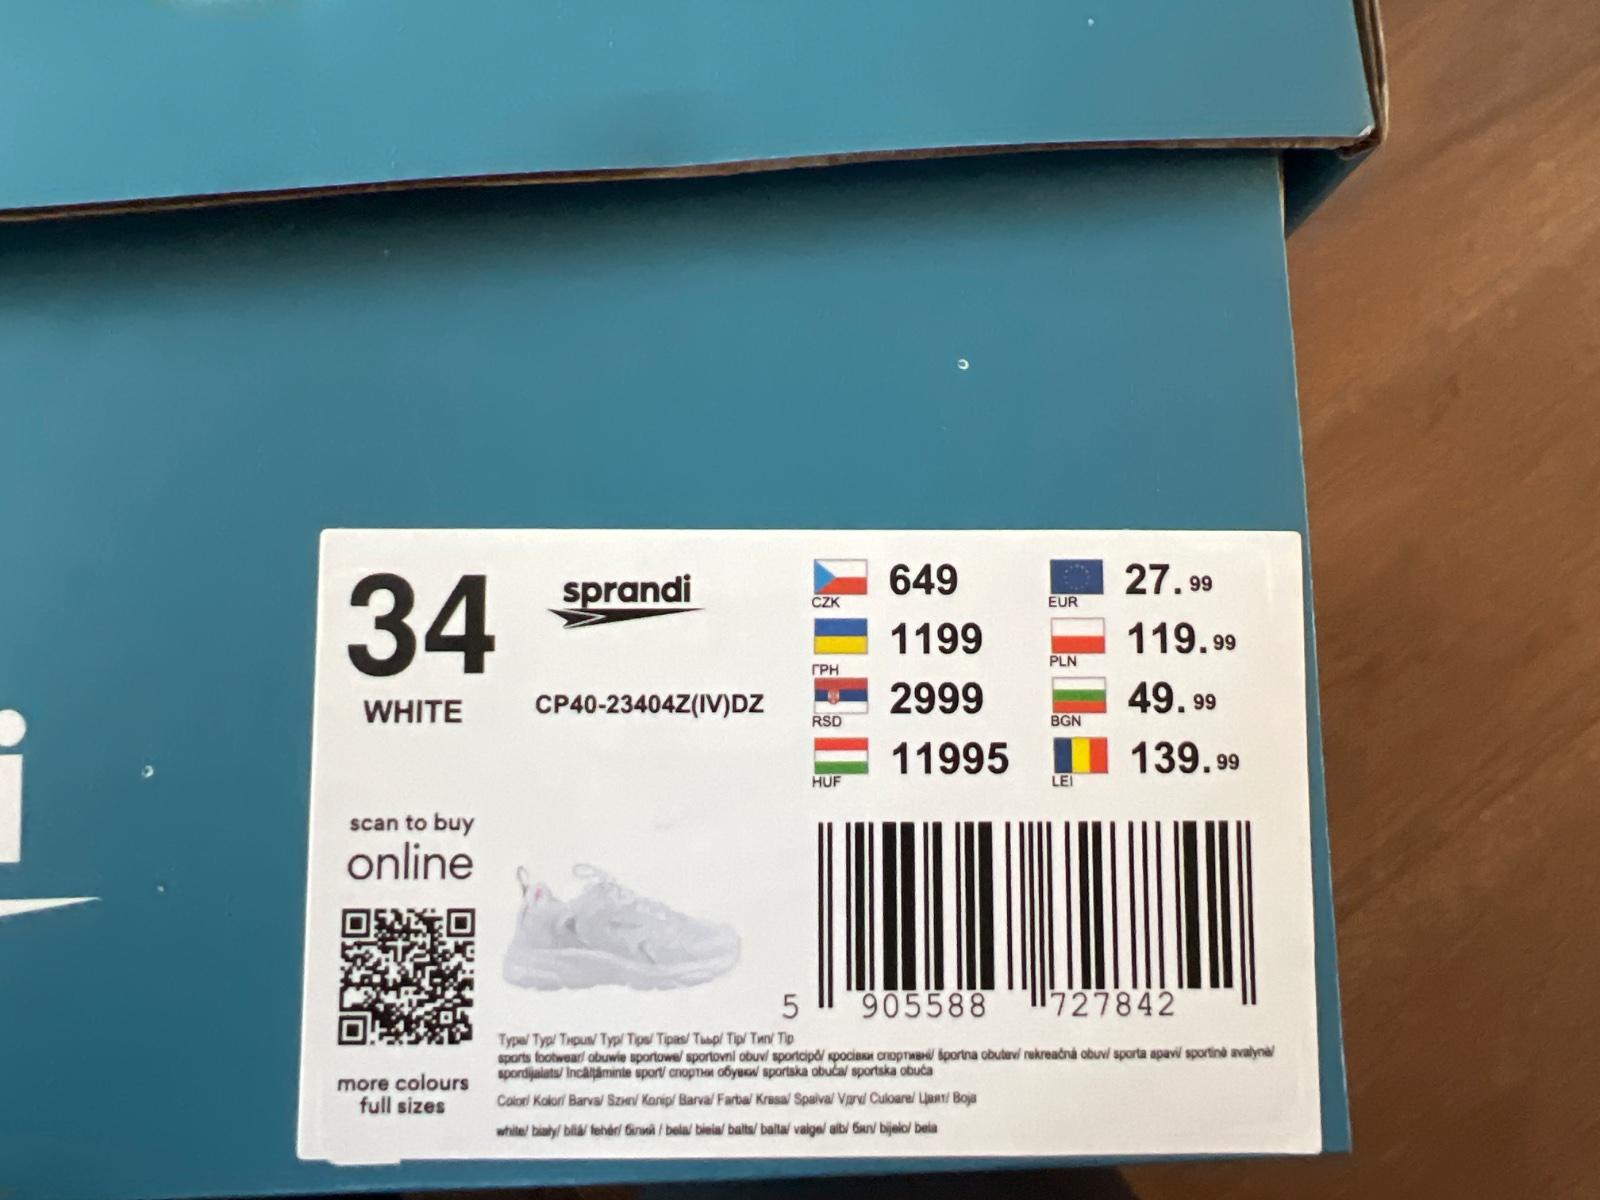 34
WHITE
sprandi
CP40-23404Z(IV)DZ
CZK 649
EUR 27.99
ГРН 1199
PLN 119.99
RSD 2999
BGN 49.99
HUF 11995
LEI 139.99
i
scan to buy
online
more colours
full sizes
5 905588 727842
Type/ Typ/ Typ/ Tips/ Tipas/ Tip/ Тип/ Tip
sports footwear/ obuwie sportowe/ sportovní obuv/ sportcipő/ кросівки спортивні/ športna obutev/ rekreačná obuv/ sporta apavi/ sportinė avalynė/
spordijalats/ încălțăminte sport/ спортни обувки/ sportska obuća/ sportska obuća
Color/ Kolor/ Barva/ Колір/ Barva/ Farba/ Krasa/ Spalva/ Culoare/ Цвят/ Boja
white/ biały/ bílá/ fehér/ білий / bela/ biela/ balts/ balta/ valge/ alb/ бял/ bijelo/ bela